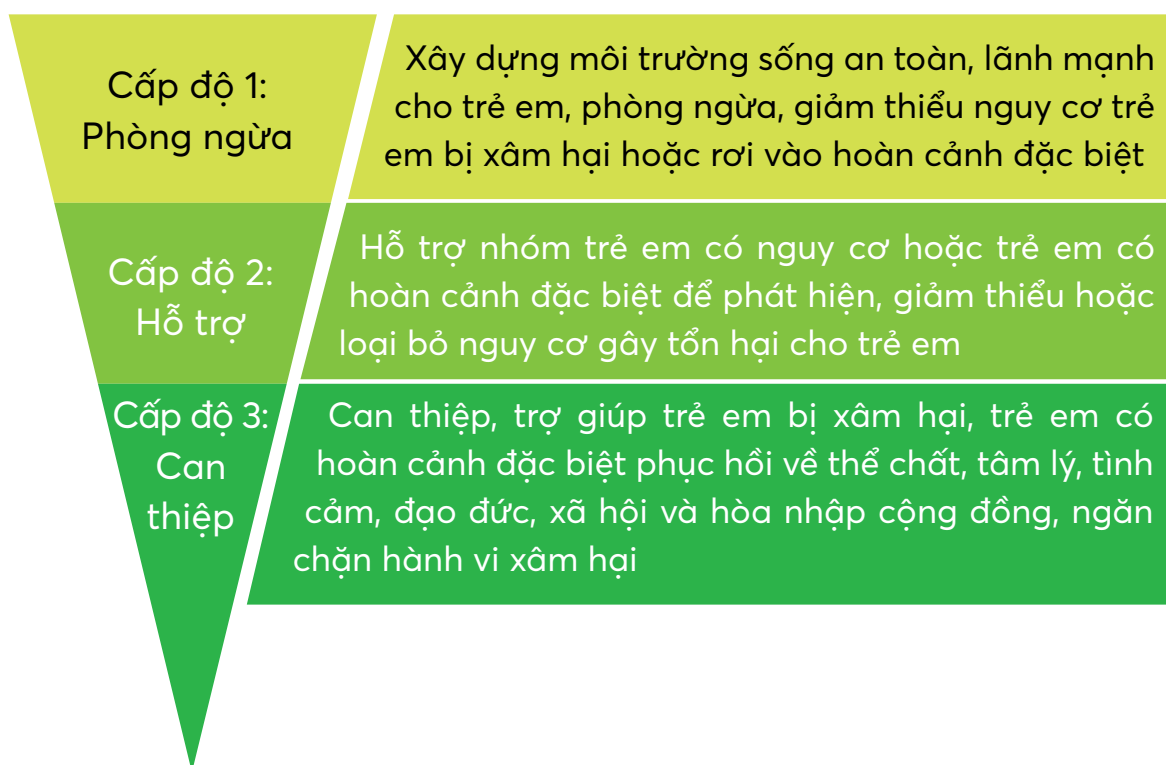 Cấp độ 1:
Phòng ngừa
Xây dựng môi trường sống an toàn, lãnh mạnh
cho trẻ em, phòng ngừa, giảm thiểu nguy cơ trẻ
em bị xâm hại hoặc rơi vào hoàn cảnh đặc biệt
Cấp độ 2:
Hỗ trợ
Hỗ trợ nhóm trẻ em có nguy cơ hoặc trẻ em có
hoàn cảnh đặc biệt để phát hiện, giảm thiểu hoặc
loại bỏ nguy cơ gây tổn hại cho trẻ em
Cấp độ 3:
Can
thiệp
Can thiệp, trợ giúp trẻ em bị xâm hại, trẻ em có
hoàn cảnh đặc biệt phục hồi về thể chất, tâm lý, tình
cảm, đạo đức, xã hội và hòa nhập cộng đồng, ngăn
chặn hành vi xâm hại